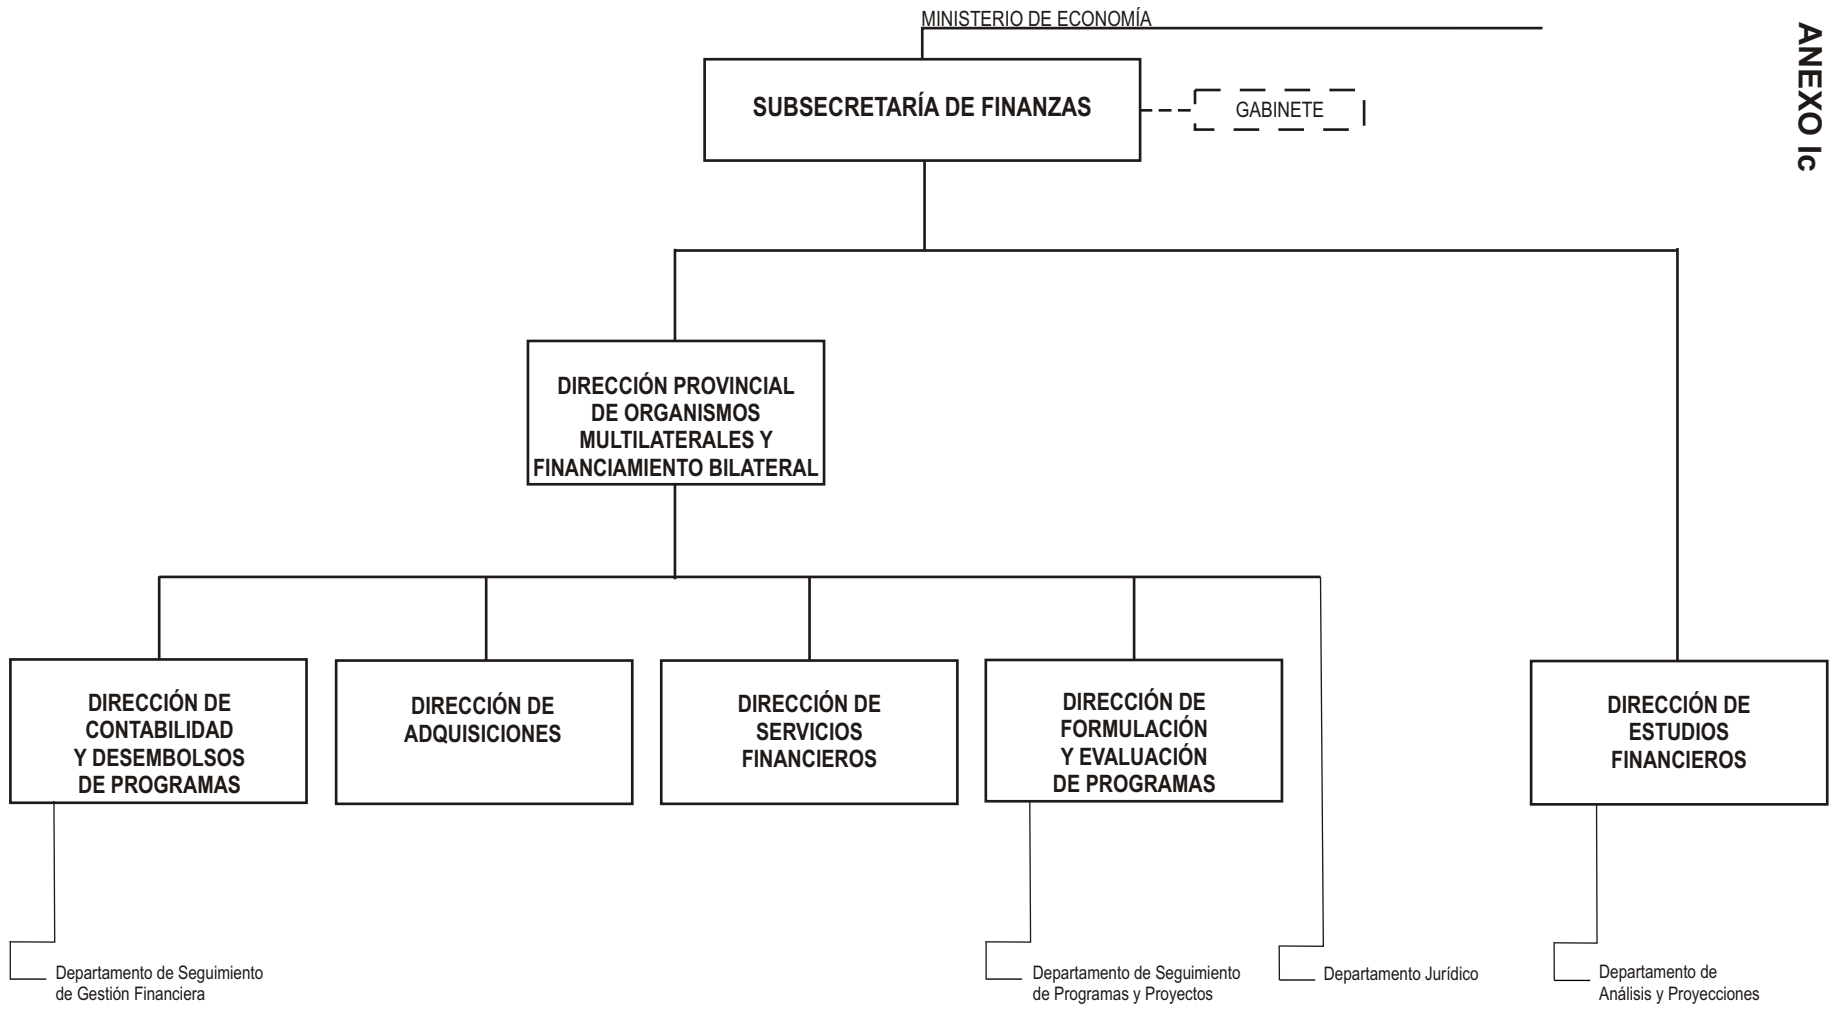 MINISTERIO DE ECONOMÍA
ANEXO Ic
SUBSECRETARÍA DE FINANZAS
GABINETE
DIRECCIÓN PROVINCIAL
DE ORGANISMOS
MULTILATERALES Y
FINANCIAMIENTO BILATERAL
DIRECCIÓN DE
CONTABILIDAD
Y DESEMBOLSOS
DE PROGRAMAS
DIRECCIÓN DE
ADQUISICIONES
DIRECCIÓN DE
SERVICIOS
FINANCIEROS
DIRECCIÓN DE
FORMULACIÓN
Y EVALUACIÓN
DE PROGRAMAS
DIRECCIÓN DE
ESTUDIOS
FINANCIEROS
Departamento de Seguimiento
de Gestión Financiera
Departamento de Seguimiento
de Programas y Proyectos
Departamento Jurídico
Departamento de
Análisis y Proyecciones